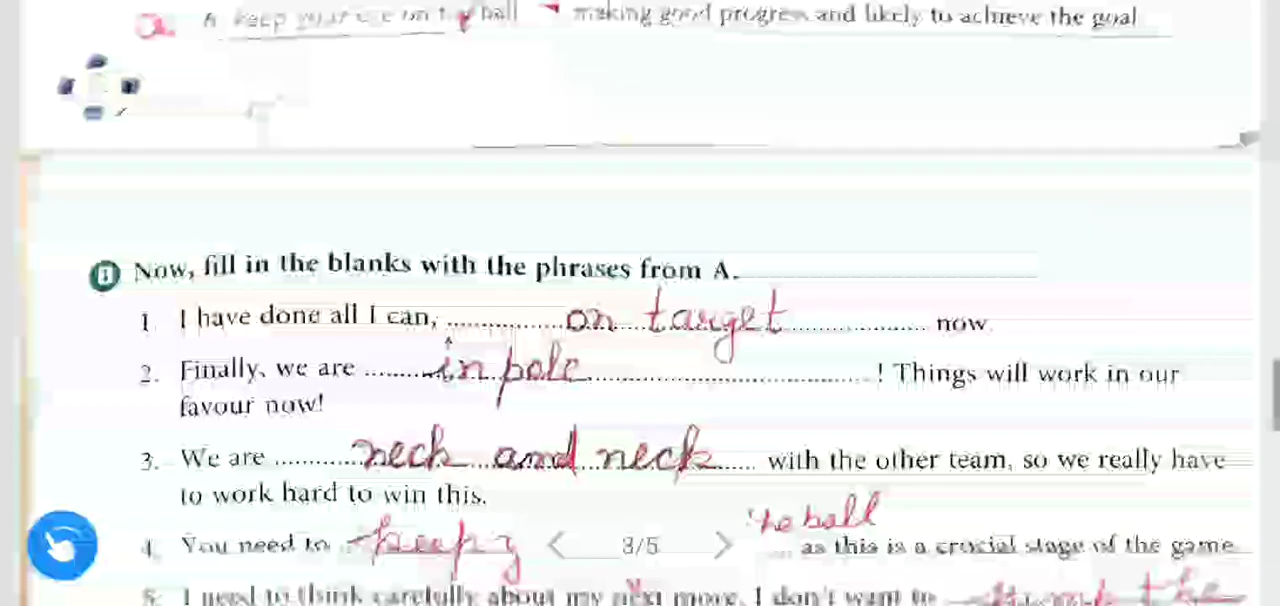 keep your eye on the ball making good progress and likely to achieve the goal
B Now, fill in the blanks with the phrases from A.
1. I have done all I can, ............ on target .................... now
2. Finally, we are ......... in pole ...............................! Things will work in our
favour now!
3. We are ............ neck and neck ...... with the other team, so we really have
to work hard to win this.
the ball
4. You need to keep 3/5 as this is a crucial stage of the game
5. I need to think carefully about my next move. I don't want to the